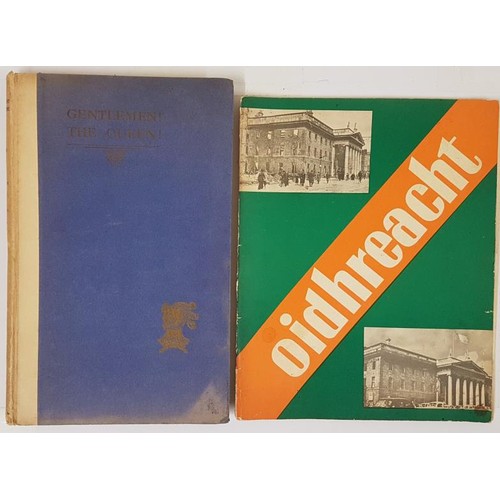 GENTLEMEN!
THE QUEEN!
oidhreacht